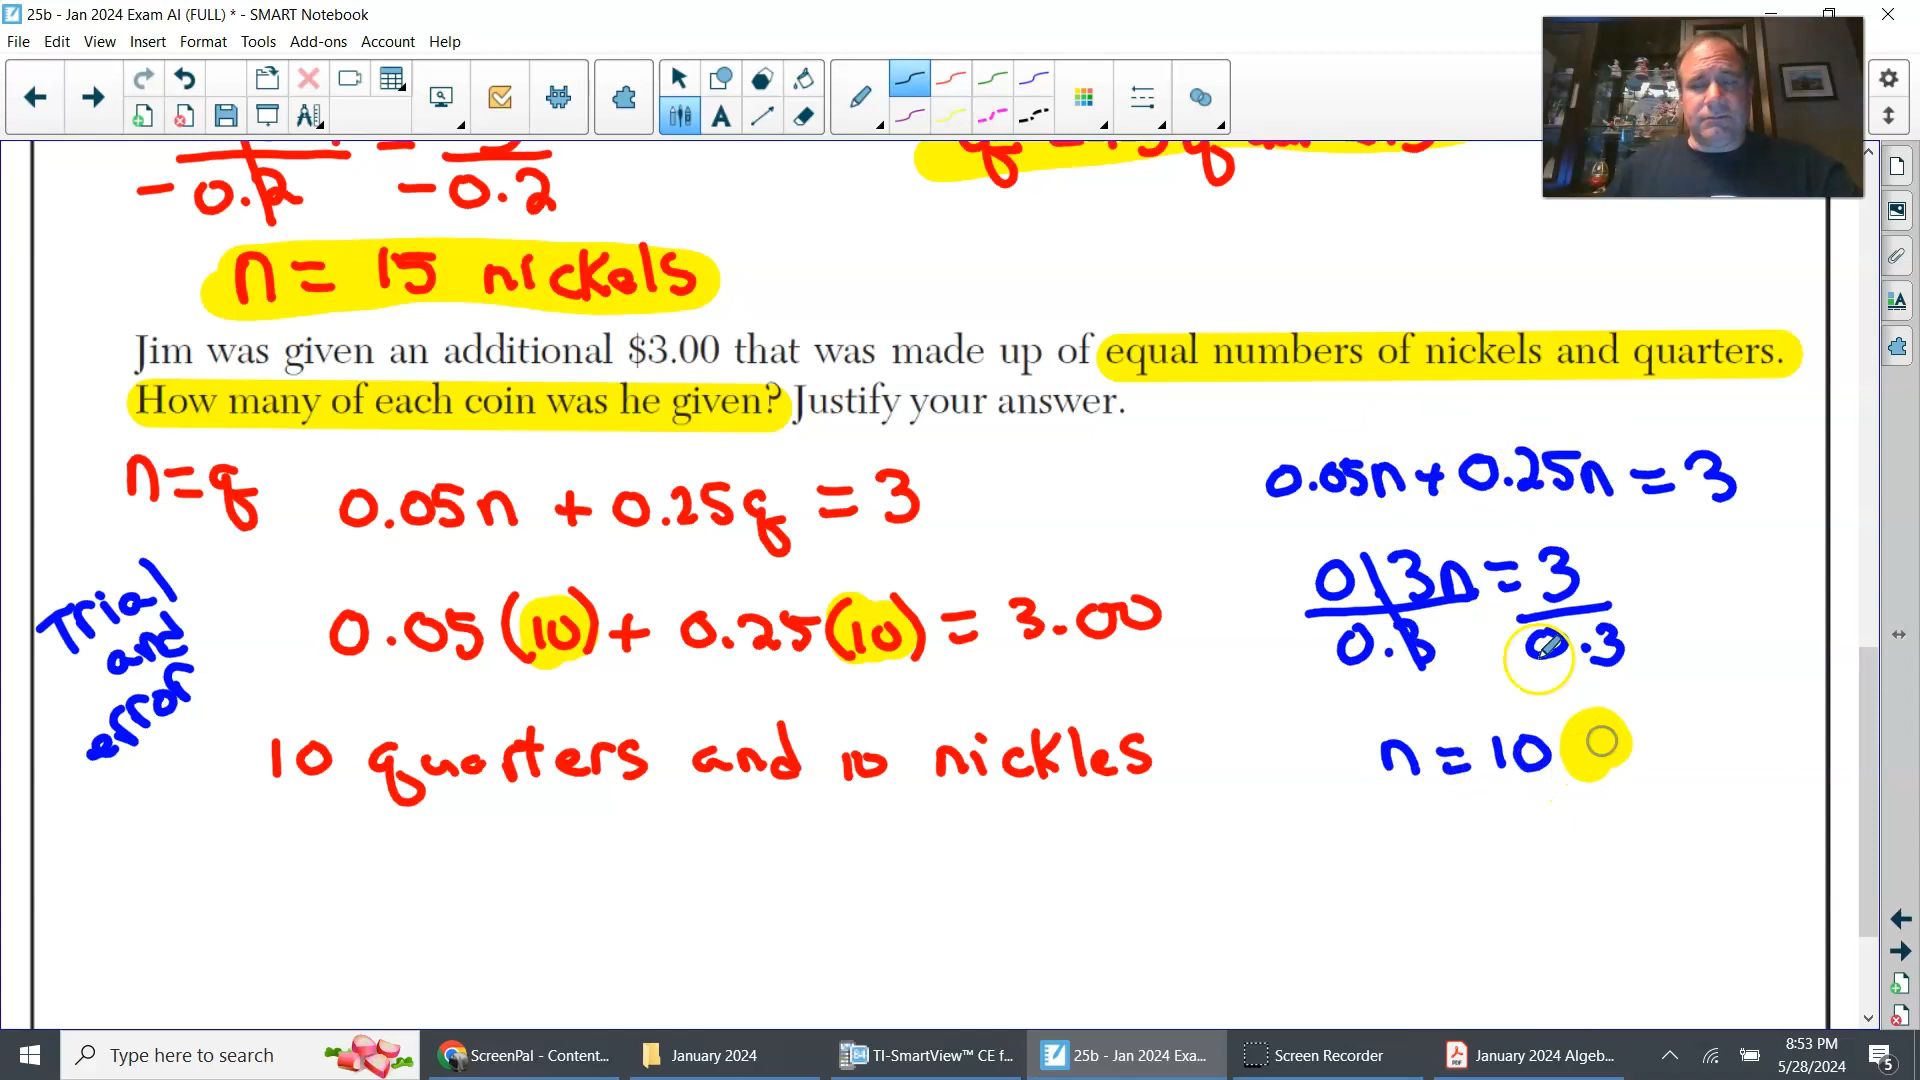 25b - Jan 2024 Exam AI (FULL) * - SMART Notebook
File Edit View Insert Format Tools Add-ons Account Help
=
-0.2 -0.2
n = 15 nickels
Jim was given an additional $3.00 that was made up of equal numbers of nickels and quarters.
How many of each coin was he given? Justify your answer.
n=q
0.05n + 0.25q = 3
0.05n + 0.25n = 3
Trial
and
error
0.05(10) + 0.25(10) = 3.00
0.3n = 3
0.3 0.3
10 quarters and 10 nickles
n = 10
Type here to search
ScreenPal - Content...
January 2024
TI-SmartView™ CE f...
25b - Jan 2024 Exa...
Screen Recorder
January 2024 Algeb...
8:53 PM
5/28/2024
5